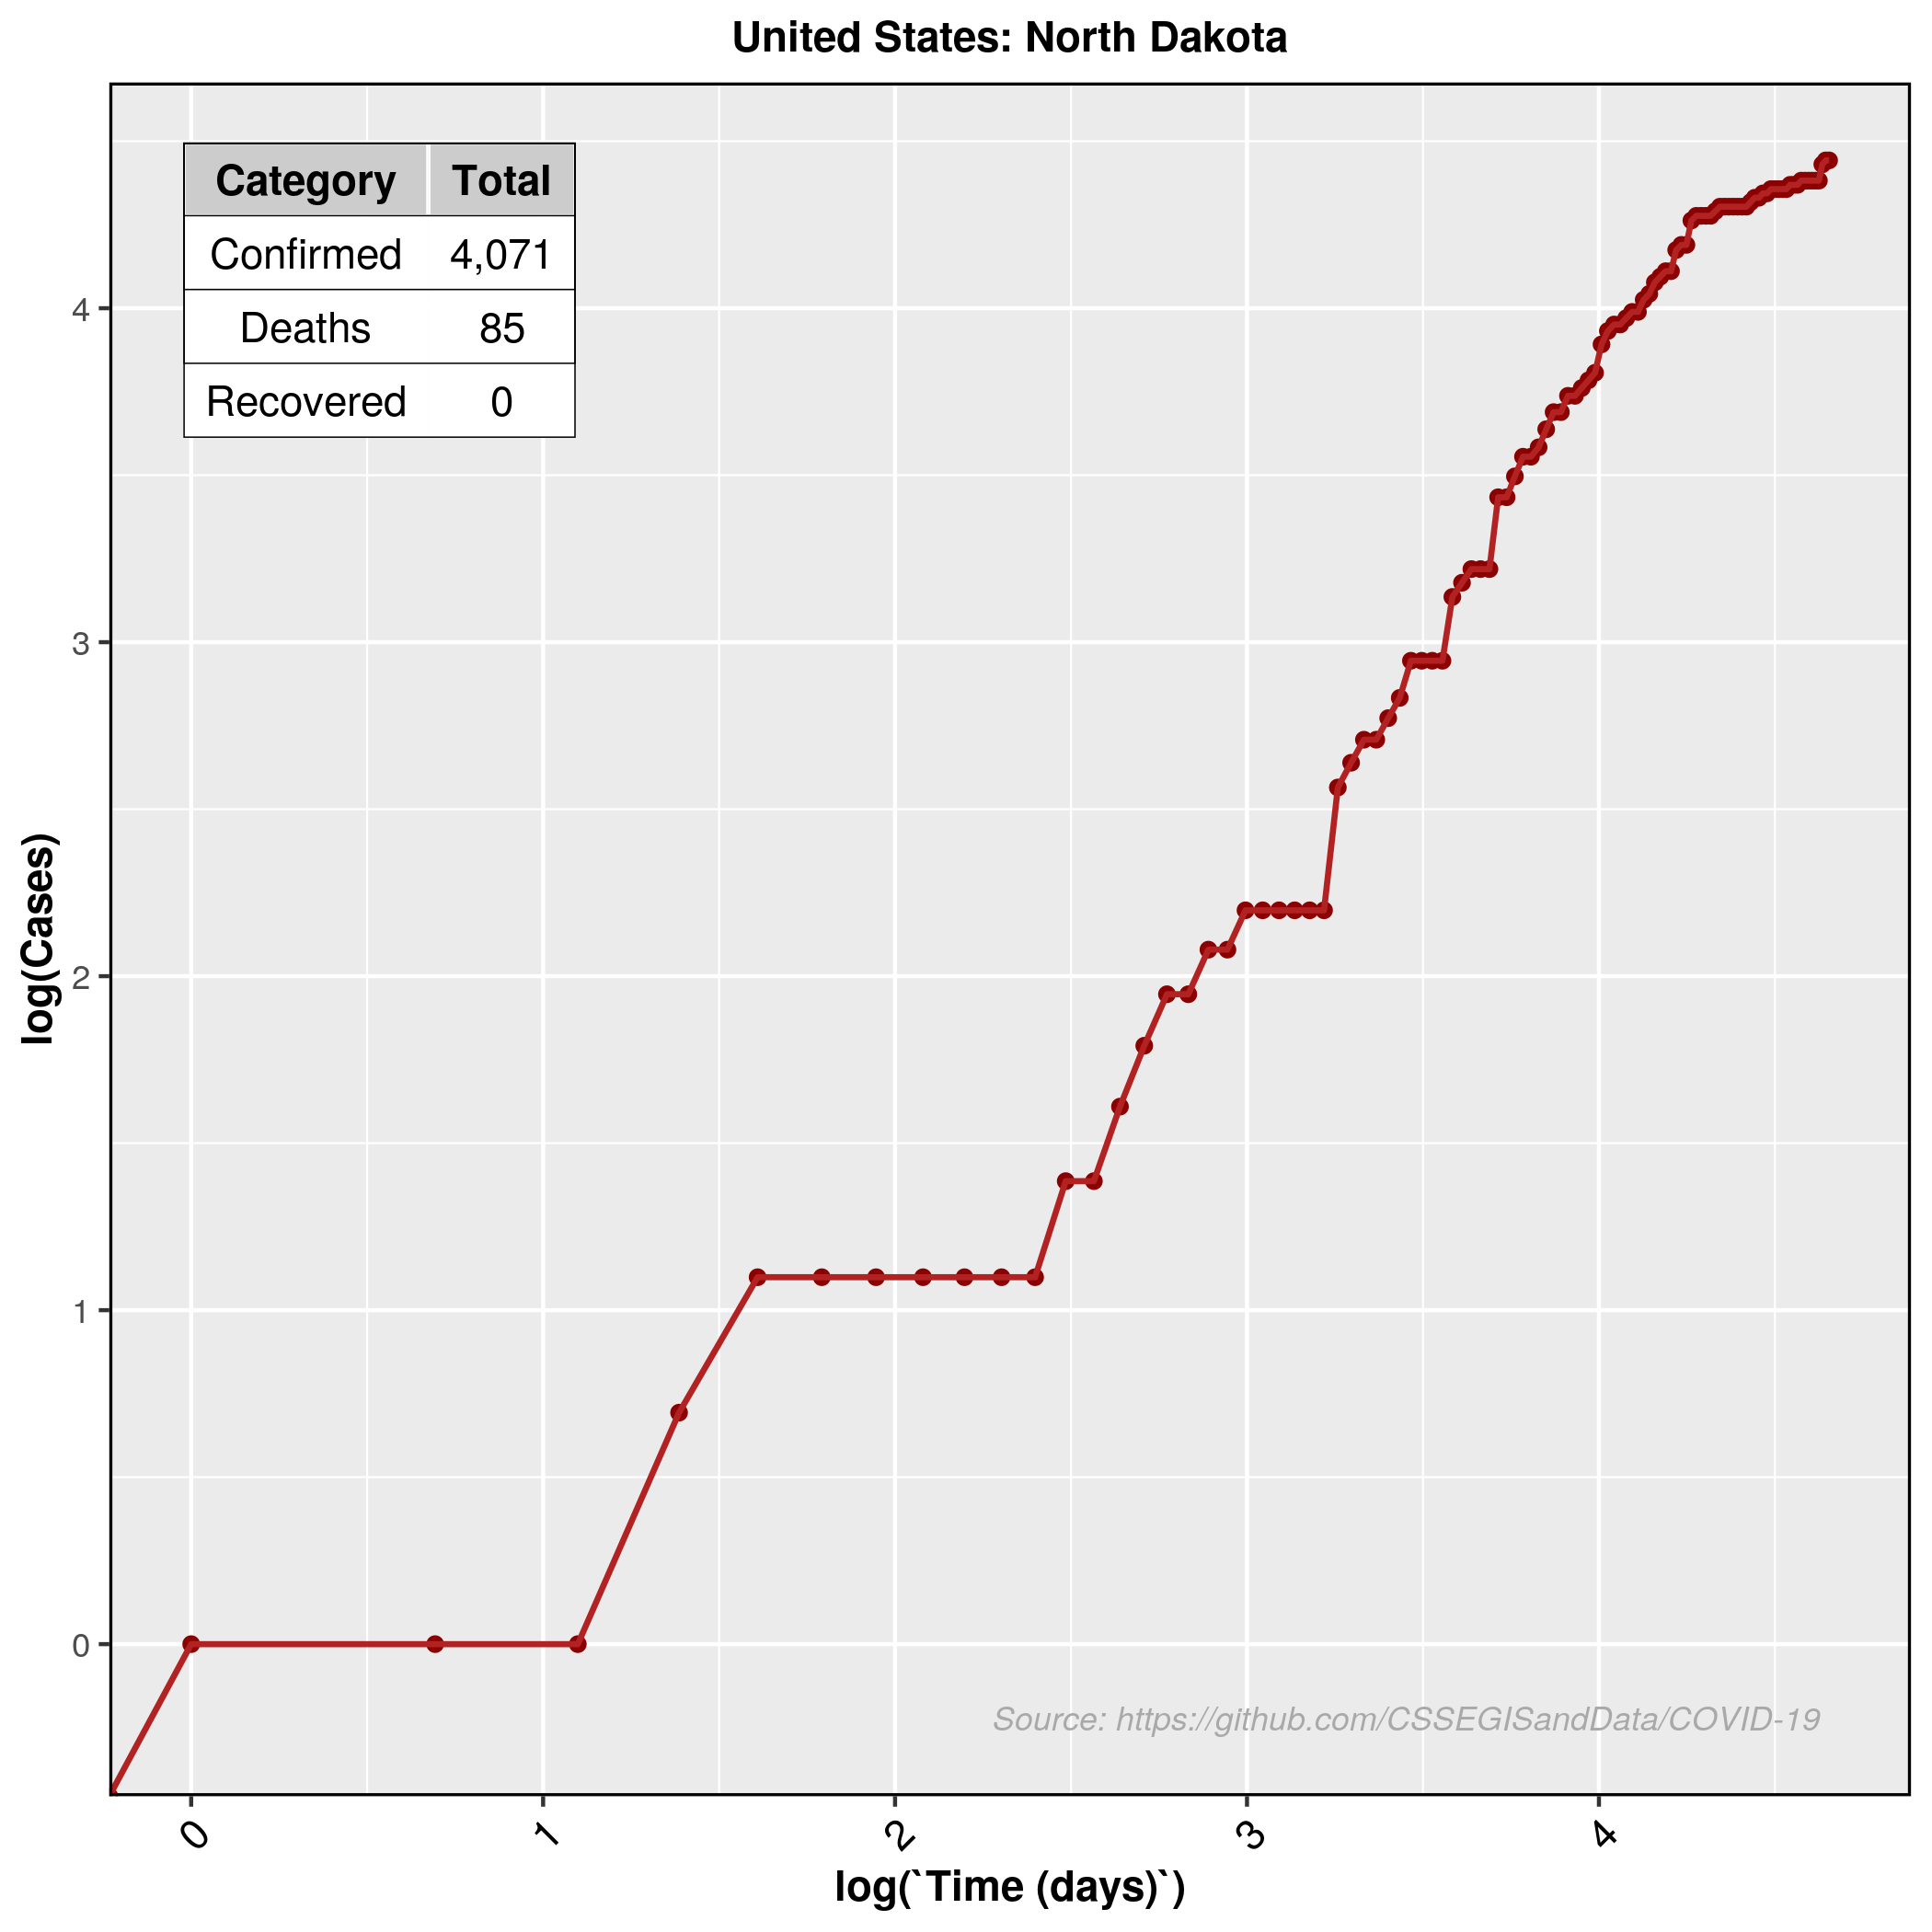 United States: North Dakota
Category Total
Confirmed 4,071
Deaths 85
Recovered 0
4
3
2
1
0
log(Cases)
Source: https://github.com/CSSEGISandData/COVID-19
0 1 2 3 4
log(`Time (days)`)